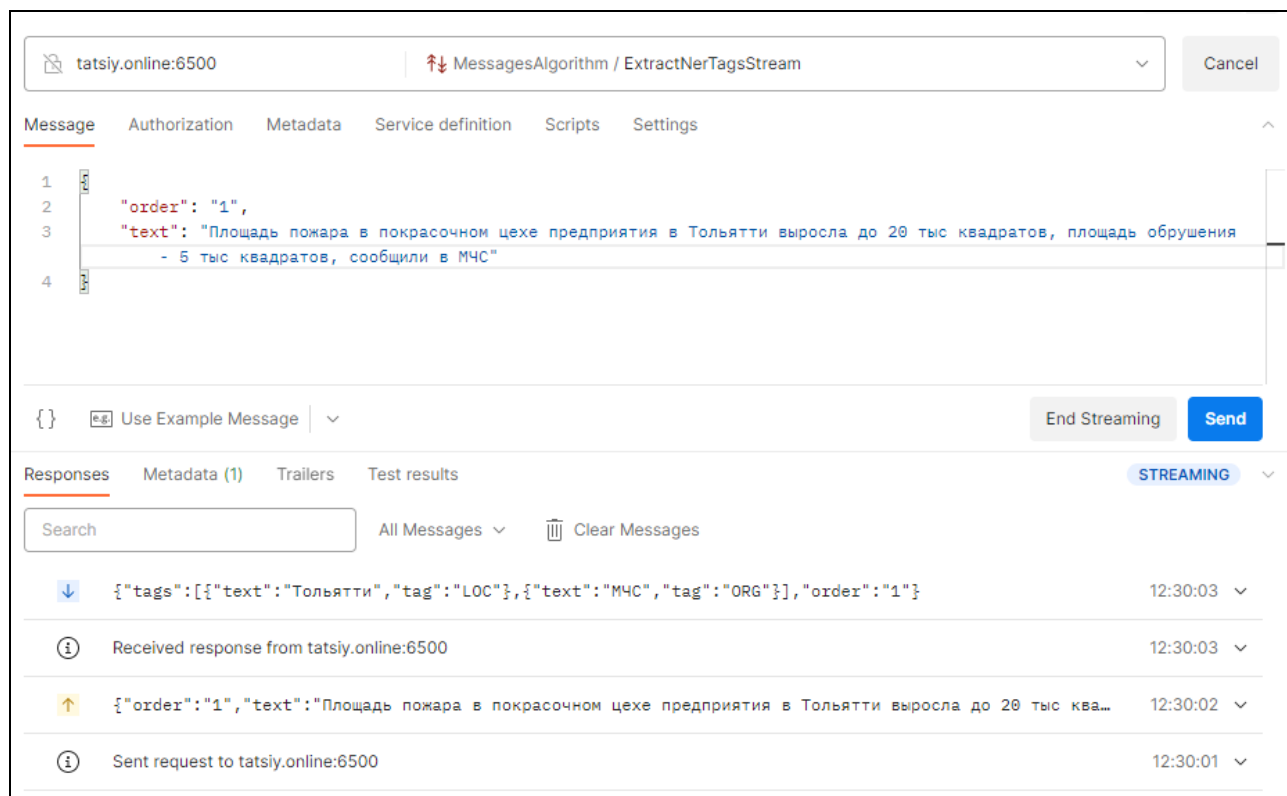 tatsiy.online:6500 MessagesAlgorithm / ExtractNerTagsStream Cancel
Message Authorization Metadata Service definition Scripts Settings
1 {
2 "order": "1",
3 "text": "Площадь пожара в покрасочном цехе предприятия в Тольятти выросла до 20 тыс квадратов, площадь обрушения
- 5 тыс квадратов, сообщили в МЧС"
4 }
{} e.g. Use Example Message End Streaming Send
Responses Metadata (1) Trailers Test results STREAMING
Search All Messages Clear Messages
{"tags":[{"text":"Тольятти","tag":"LOC"},{"text":"МЧС","tag":"ORG"}],"order":"1"} 12:30:03
Received response from tatsiy.online:6500 12:30:03
{"order":"1","text":"Площадь пожара в покрасочном цехе предприятия в Тольятти выросла до 20 тыс ква… 12:30:02
Sent request to tatsiy.online:6500 12:30:01